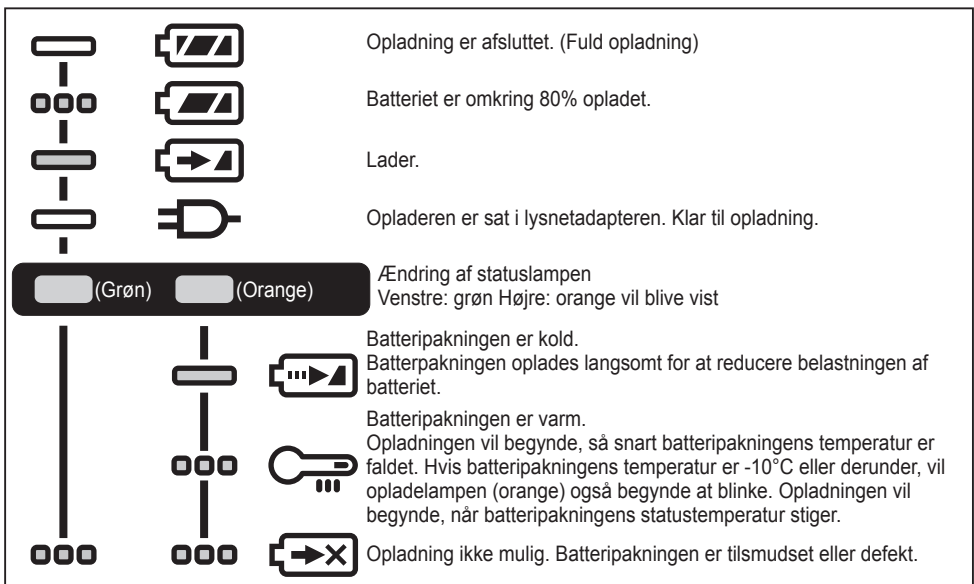 Opladning er afsluttet. (Fuld opladning)
Batteriet er omkring 80% opladet.
Lader.
Opladeren er sat i lysnetadapteren. Klar til opladning.
(Grøn) (Orange)
Ændring af statuslampen
Venstre: grøn Højre: orange vil blive vist
Batteripakningen er kold.
Batterpakningen oplades langsomt for at reducere belastningen af
batteriet.
Batteripakningen er varm.
Opladningen vil begynde, så snart batteripakningens temperatur er
faldet. Hvis batteripakningens temperatur er -10°C eller derunder, vil
opladelampen (orange) også begynde at blinke. Opladningen vil
begynde, når batteripakningens statustemperatur stiger.
Opladning ikke mulig. Batteripakningen er tilsmudset eller defekt.